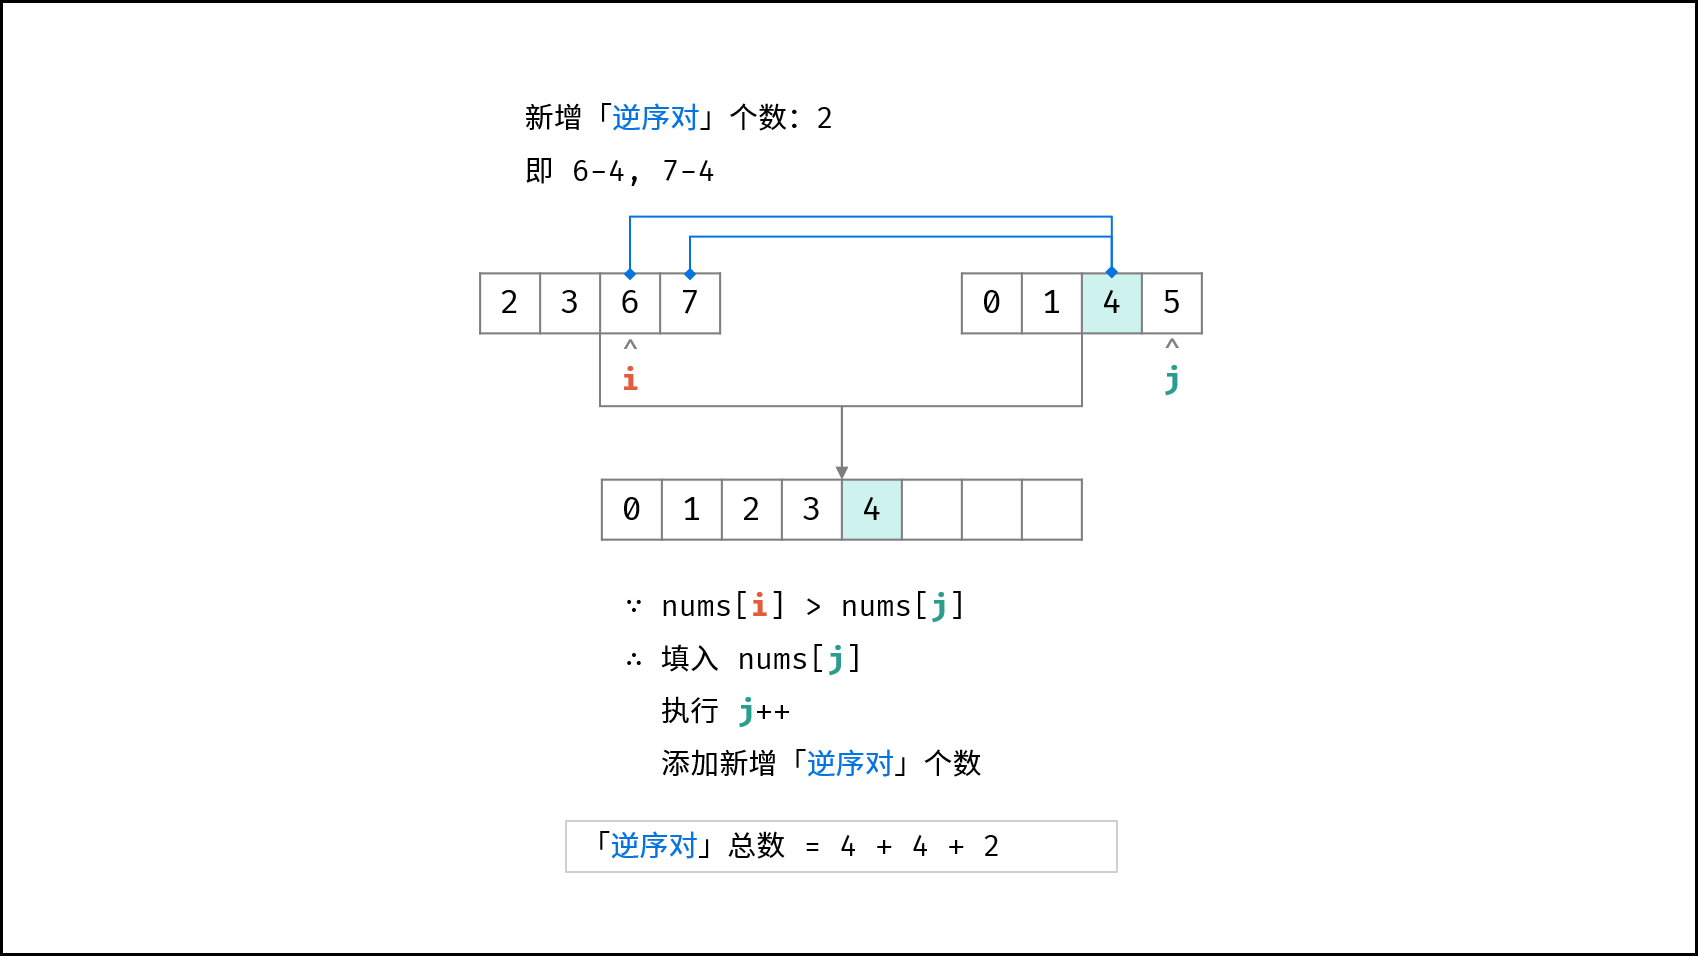 新增「逆序对」个数: 2
即 6-4, 7-4
2 3 6 7 0 1 4 5
^ ^
i j
0 1 2 3 4
∵ nums[i] > nums[j]
∴ 填入 nums[j]
执行 j++
添加新增「逆序对」个数
「逆序对」总数 = 4 + 4 + 2